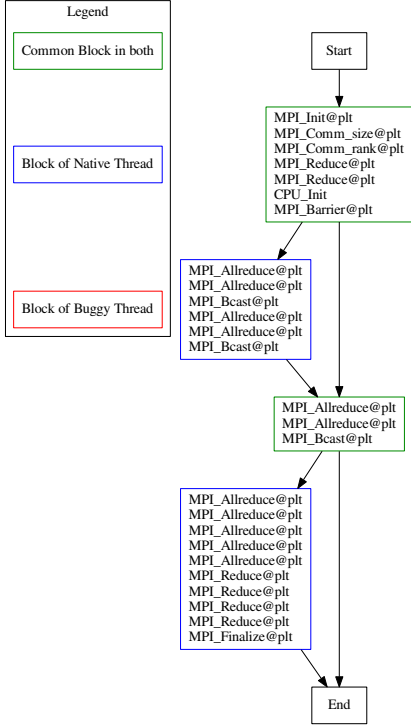 Legend
Common Block in both
Block of Native Thread
Block of Buggy Thread
Start
MPI_Init@plt
MPI_Comm_size@plt
MPI_Comm_rank@plt
MPI_Reduce@plt
MPI_Reduce@plt
CPU_Init
MPI_Barrier@plt
MPI_Allreduce@plt
MPI_Allreduce@plt
MPI_Bcast@plt
MPI_Allreduce@plt
MPI_Allreduce@plt
MPI_Bcast@plt
MPI_Allreduce@plt
MPI_Allreduce@plt
MPI_Bcast@plt
MPI_Allreduce@plt
MPI_Allreduce@plt
MPI_Allreduce@plt
MPI_Allreduce@plt
MPI_Allreduce@plt
MPI_Reduce@plt
MPI_Reduce@plt
MPI_Reduce@plt
MPI_Reduce@plt
MPI_Finalize@plt
End